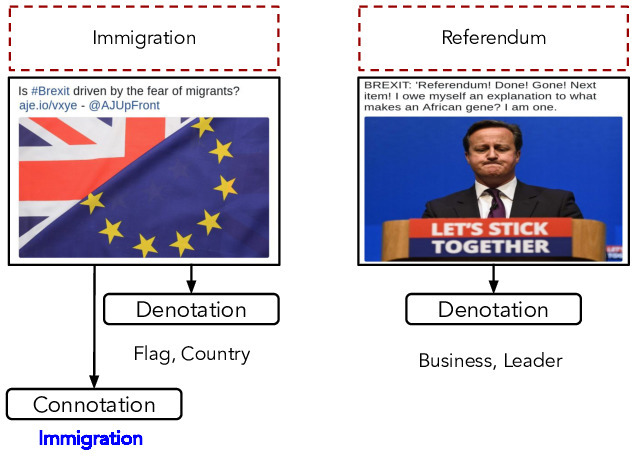 Immigration
Is #Brexit driven by the fear of migrants?
aje.io/vxye - @AJUpFront
Denotation
Flag, Country
Connotation
Immigration
Referendum
BREXIT: 'Referendum! Done! Gone! Next
item! I owe myself an explanation to what
makes an African gene? I am one.
LET'S STICK
TOGETHER
TOGETHER
Denotation
Business, Leader